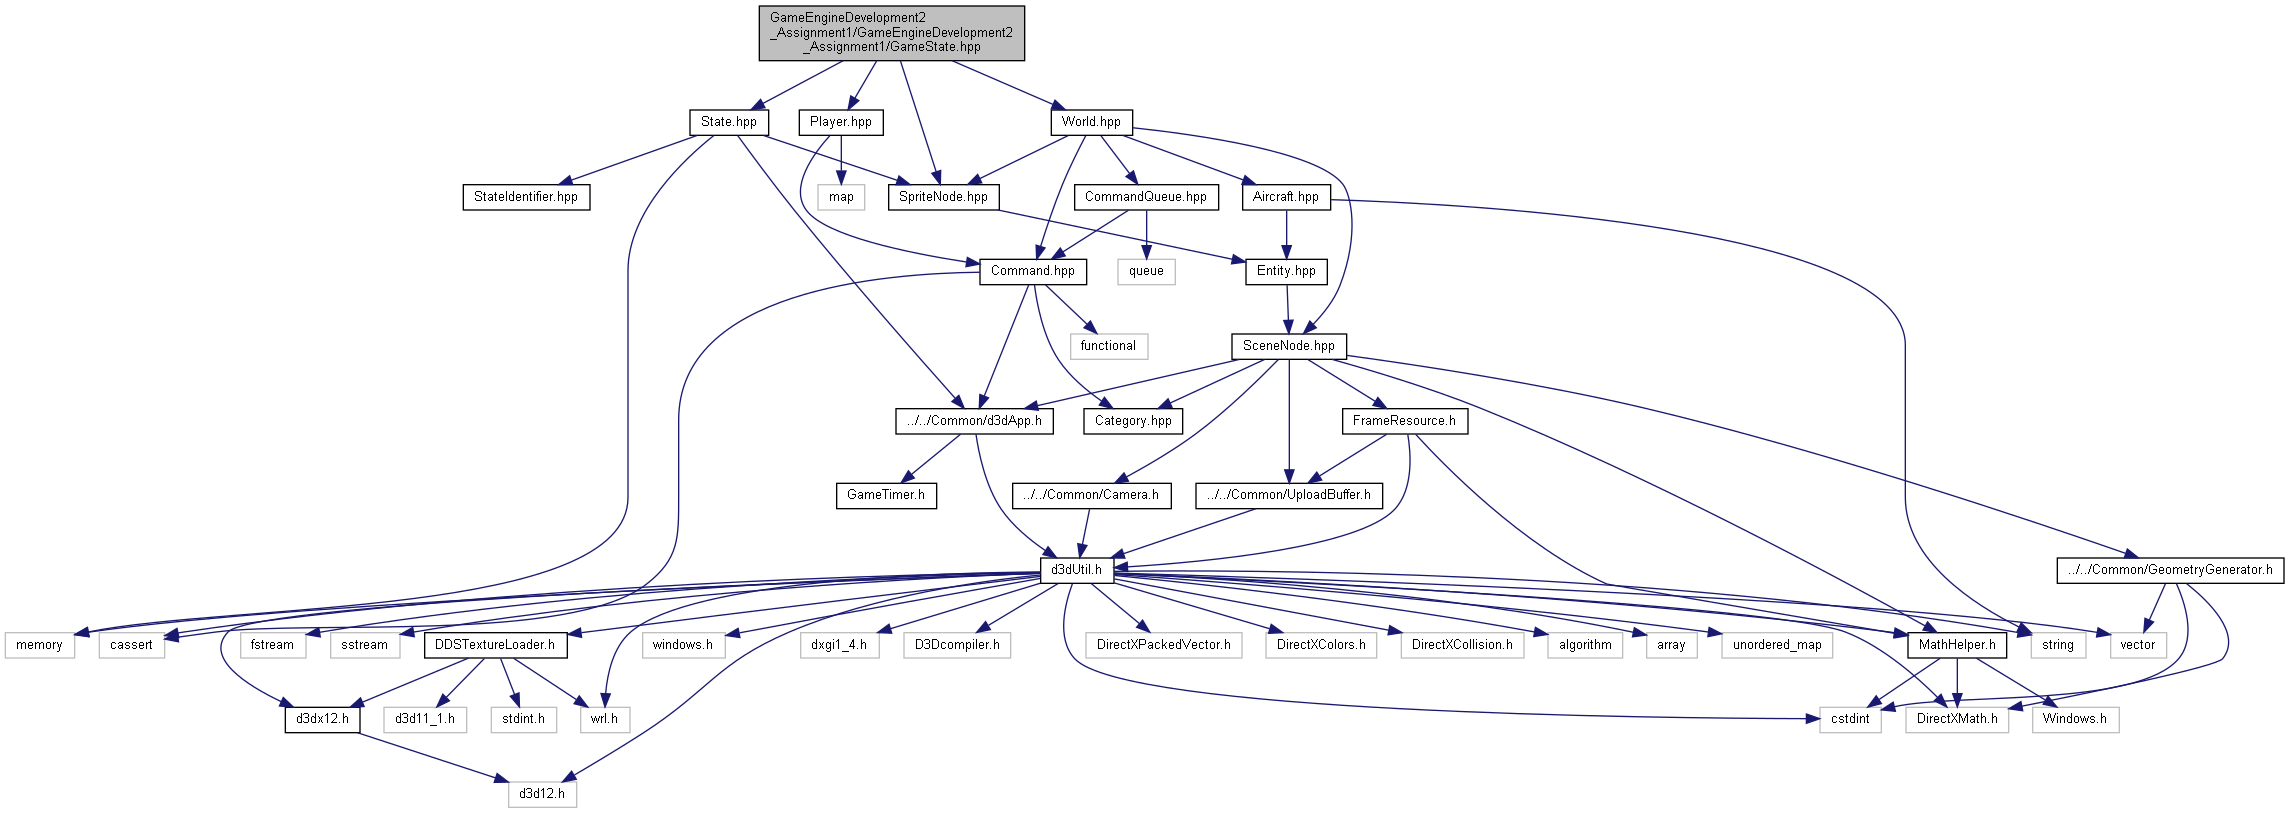 GameEngineDevelopment2
_Assignment1/GameEngineDevelopment2
_Assignment1/GameState.hpp
State.hpp
Player.hpp
World.hpp
StateIdentifier.hpp
map
SpriteNode.hpp
CommandQueue.hpp
Aircraft.hpp
Command.hpp
queue
Entity.hpp
functional
SceneNode.hpp
../../Common/d3dApp.h
Category.hpp
FrameResource.h
GameTimer.h
../../Common/Camera.h
../../Common/UploadBuffer.h
d3dUtil.h
../../Common/GeometryGenerator.h
memory
cassert
fstream
sstream
DDSTextureLoader.h
windows.h
dxgi1_4.h
D3Dcompiler.h
DirectXPackedVector.h
DirectXColors.h
DirectXCollision.h
algorithm
array
unordered_map
MathHelper.h
string
vector
d3dx12.h
d3d11_1.h
stdint.h
wrl.h
cstdint
DirectXMath.h
Windows.h
d3d12.h